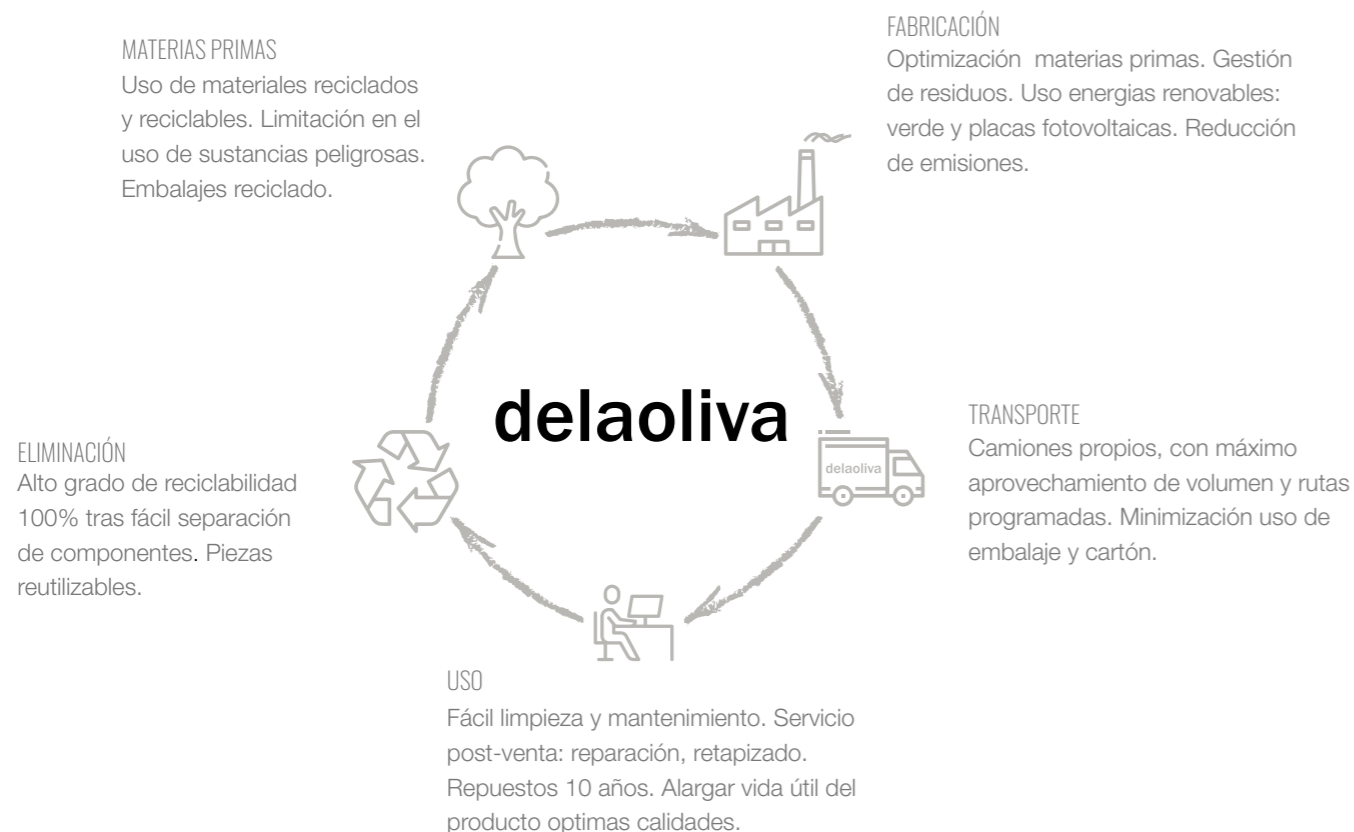 MATERIAS PRIMAS
Uso de materiales reciclados
y reciclables. Limitación en el
uso de sustancias peligrosas.
Embalajes reciclado.
FABRICACIÓN
Optimización  materias primas. Gestión
de residuos. Uso energias renovables:
verde y placas fotovoltaicas. Reducción
de emisiones.
delaoliva
TRANSPORTE
Camiones propios, con máximo
aprovechamiento de volumen y rutas
programadas. Minimización uso de
embalaje y cartón.
delaoliva
USO
Fácil limpieza y mantenimiento. Servicio
post-venta: reparación, retapizado.
Repuestos 10 años. Alargar vida útil del
producto optimas calidades.
ELIMINACIÓN
Alto grado de reciclabilidad
100% tras fácil separación
de componentes. Piezas
reutilizables.